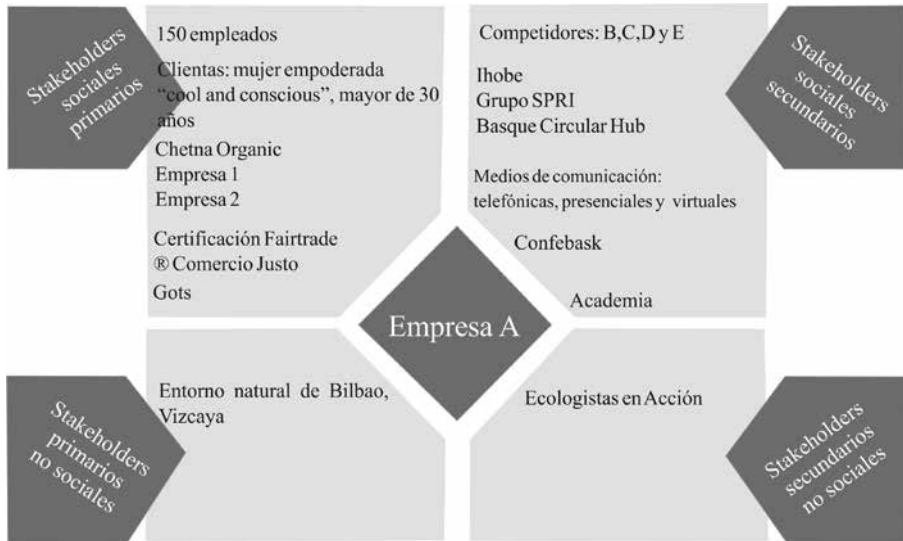 Stakeholders
sociales
primarios
150 empleados
Clientas: mujer empoderada
“cool and conscious”, mayor de 30
años
Chetna Organic
Empresa 1
Empresa 2
Certificación Fairtrade
® Comercio Justo
Gots
Competidores: B,C,D y E
Ihobe
Grupo SPRI
Basque Circular Hub
Medios de comunicación:
telefónicas, presenciales y virtuales
Confebask
Academia
Stakeholders
sociales
secundarios
Empresa A
Stakeholders
primarios
no sociales
Entorno natural de Bilbao,
Vizcaya
Ecologistas en Acción
Stakeholders
secundarios
no sociales